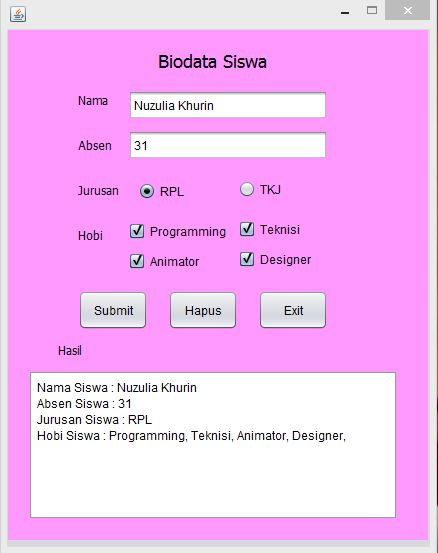 Biodata Siswa
Nama Nuzulia Khurin
Absen 31
Jurusan RPL TKJ
Hobi Programming Teknisi
Animator Designer
Submit Hapus Exit
Hasil
Nama Siswa : Nuzulia Khurin
Absen Siswa : 31
Jurusan Siswa : RPL
Hobi Siswa : Programming, Teknisi, Animator, Designer,